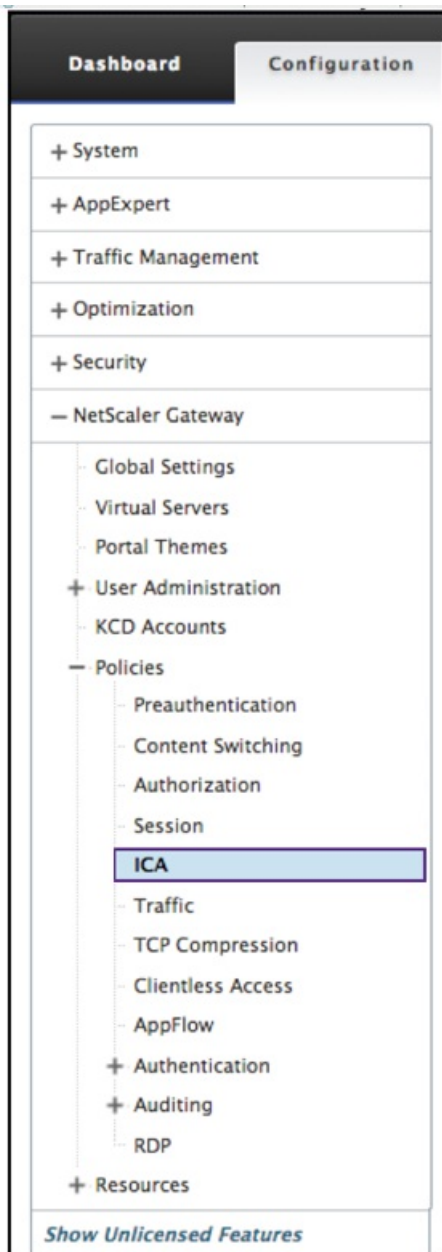 Dashboard Configuration
+ System
+ AppExpert
+ Traffic Management
+ Optimization
+ Security
− NetScaler Gateway
Global Settings
Virtual Servers
Portal Themes
+ User Administration
KCD Accounts
− Policies
Preauthentication
Content Switching
Authorization
Session
ICA
Traffic
TCP Compression
Clientless Access
AppFlow
+ Authentication
+ Auditing
RDP
+ Resources
Show Unlicensed Features